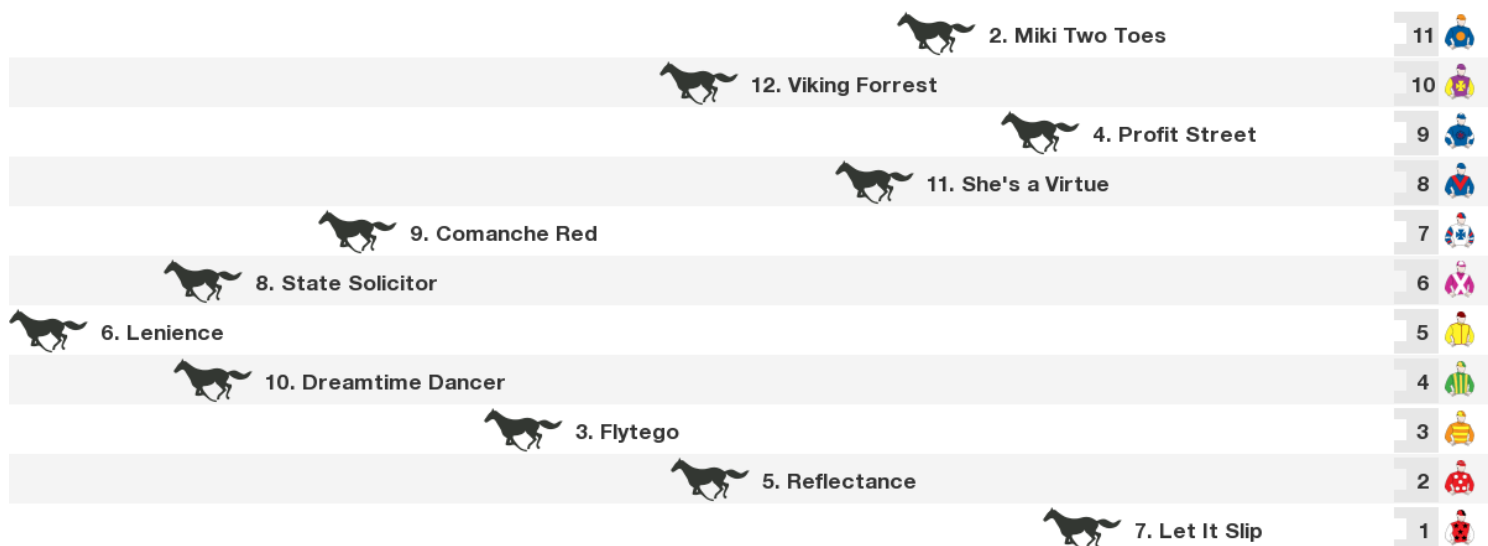 2. Miki Two Toes 11
12. Viking Forrest 10
4. Profit Street 9
11. She's a Virtue 8
9. Comanche Red 7
8. State Solicitor 6
6. Lenience 5
10. Dreamtime Dancer 4
3. Flytego 3
5. Reflectance 2
7. Let It Slip 1